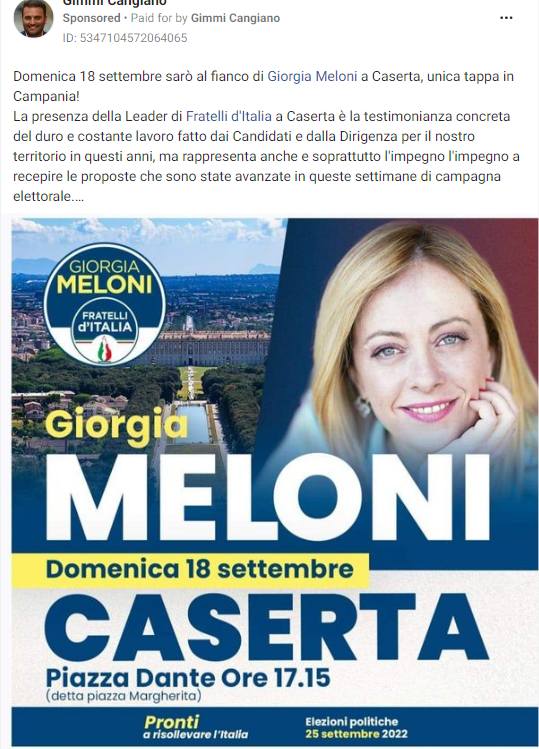 Gimmi Cangiano
Sponsored • Paid for by Gimmi Cangiano
ID: 5347104572064065
Domenica 18 settembre sarò al fianco di Giorgia Meloni a Caserta, unica tappa in
Campania!
La presenza della Leader di Fratelli d'Italia a Caserta è la testimonianza concreta
del duro e costante lavoro fatto dai Candidati e dalla Dirigenza per il nostro
territorio in questi anni, ma rappresenta anche e soprattutto l'impegno l'impegno a
recepire le proposte che sono state avanzate in queste settimane di campagna
elettorale....
GIORGIA
MELONI
FRATELLI
d'ITALIA
Giorgia
MELONI
Domenica 18 settembre
CASERTA
Piazza Dante Ore 17.15
(detta piazza Margherita)
Pronti
a risollevare l'Italia
Elezioni politiche
25 settembre 2022